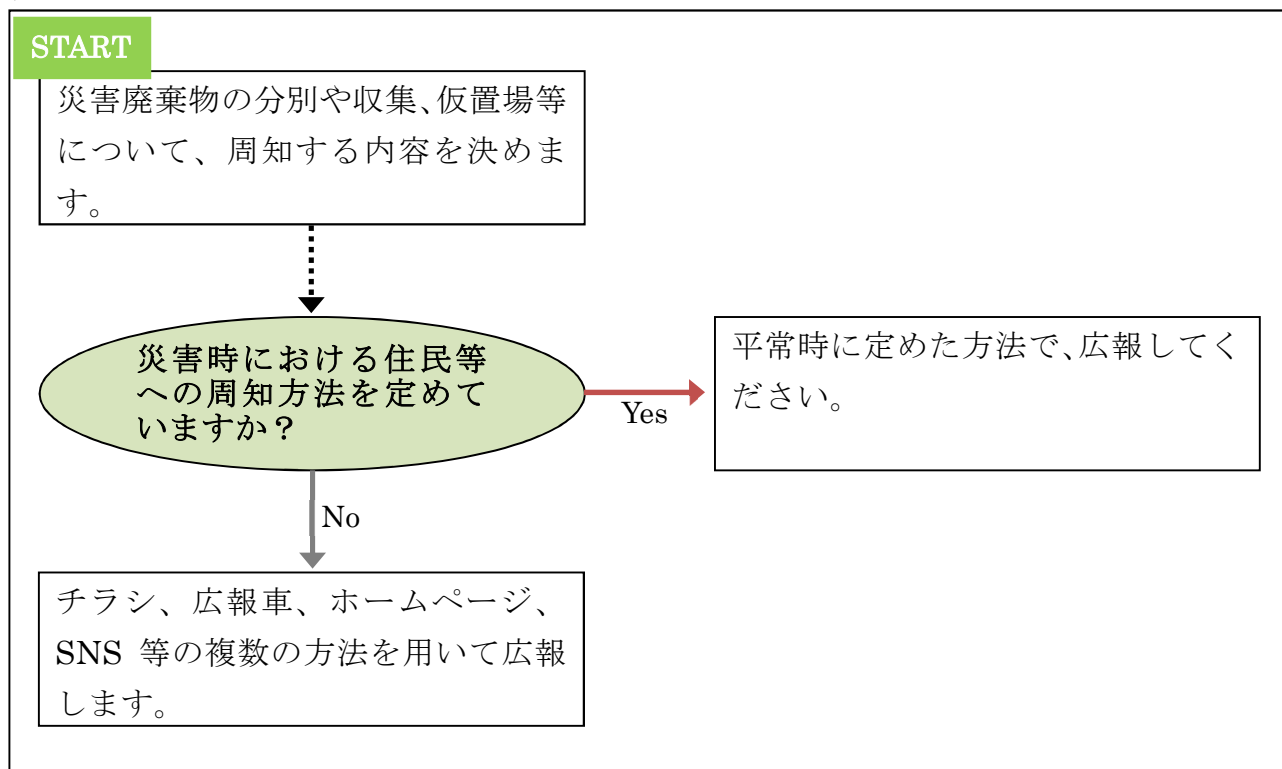 START
災害廃棄物の分別や収集、仮置場等
について、周知する内容を決めま
す。
災害時における住民等
への周知方法を定めて
いますか？
Yes
平常時に定めた方法で、広報してく
ださい。
No
チラシ、広報車、ホームページ、
SNS 等の複数の方法を用いて広報
します。